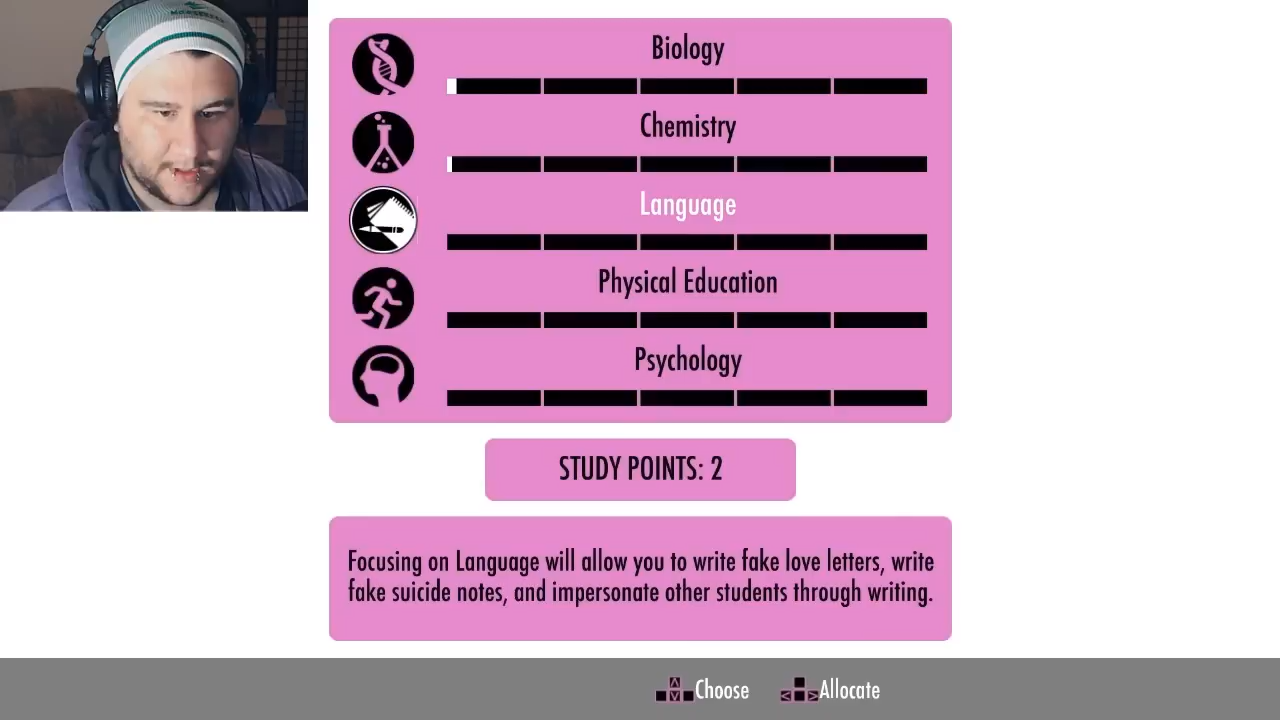 Biology
Chemistry
Language
Physical Education
Psychology
STUDY POINTS: 2
Focusing on Language will allow you to write fake love letters, write
fake suicide notes, and impersonate other students through writing.
Choose
Allocate